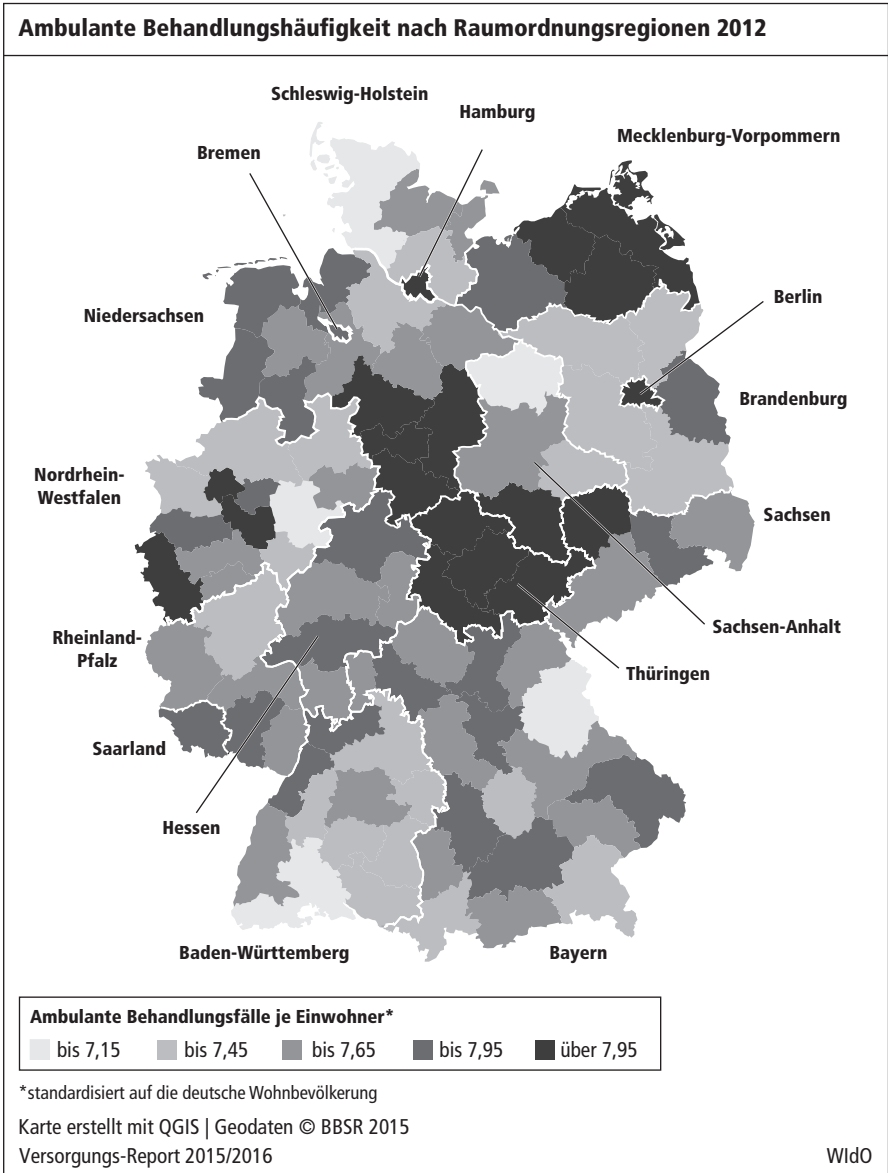 Ambulante Behandlungshäufigkeit nach Raumordnungsregionen 2012
Schleswig-Holstein
Hamburg
Mecklenburg-Vorpommern
Bremen
Berlin
Niedersachsen
Brandenburg
Nordrhein-
Westfalen
Sachsen
Sachsen-Anhalt
Rheinland-
Pfalz
Thüringen
Saarland
Hessen
Baden-Württemberg
Bayern
Ambulante Behandlungsfälle je Einwohner*
bis 7,15 bis 7,45 bis 7,65 bis 7,95 über 7,95
*standardisiert auf die deutsche Wohnbevölkerung
Karte erstellt mit QGIS | Geodaten © BBSR 2015
Versorgungs-Report 2015/2016 WIdO